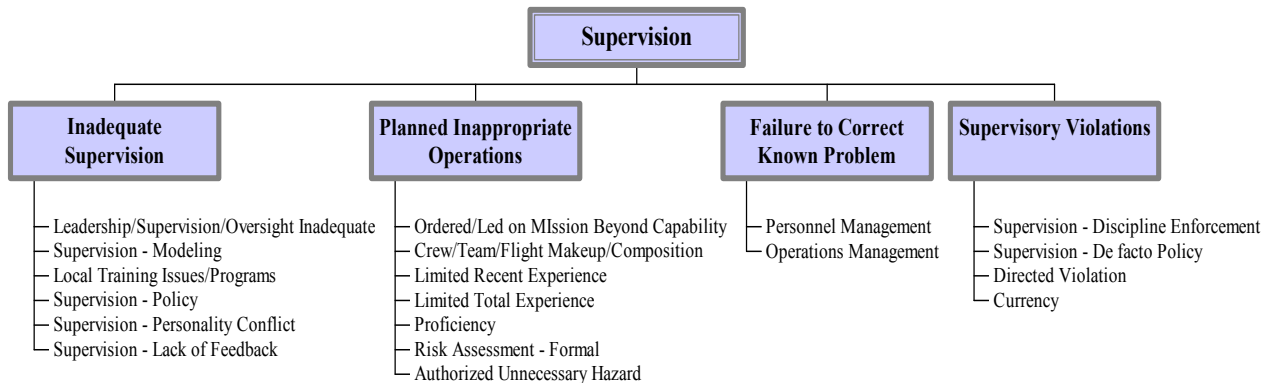 Supervision
Inadequate
Supervision
Leadership/Supervision/Oversight Inadequate
Supervision - Modeling
Local Training Issues/Programs
Supervision - Policy
Supervision - Personality Conflict
Supervision - Lack of Feedback
Planned Inappropriate
Operations
Ordered/Led on MIssion Beyond Capability
Crew/Team/Flight Makeup/Composition
Limited Recent Experience
Limited Total Experience
Proficiency
Risk Assessment - Formal
Authorized Unnecessary Hazard
Failure to Correct
Known Problem
Personnel Management
Operations Management
Supervisory Violations
Supervision - Discipline Enforcement
Supervision - De facto Policy
Directed Violation
Currency